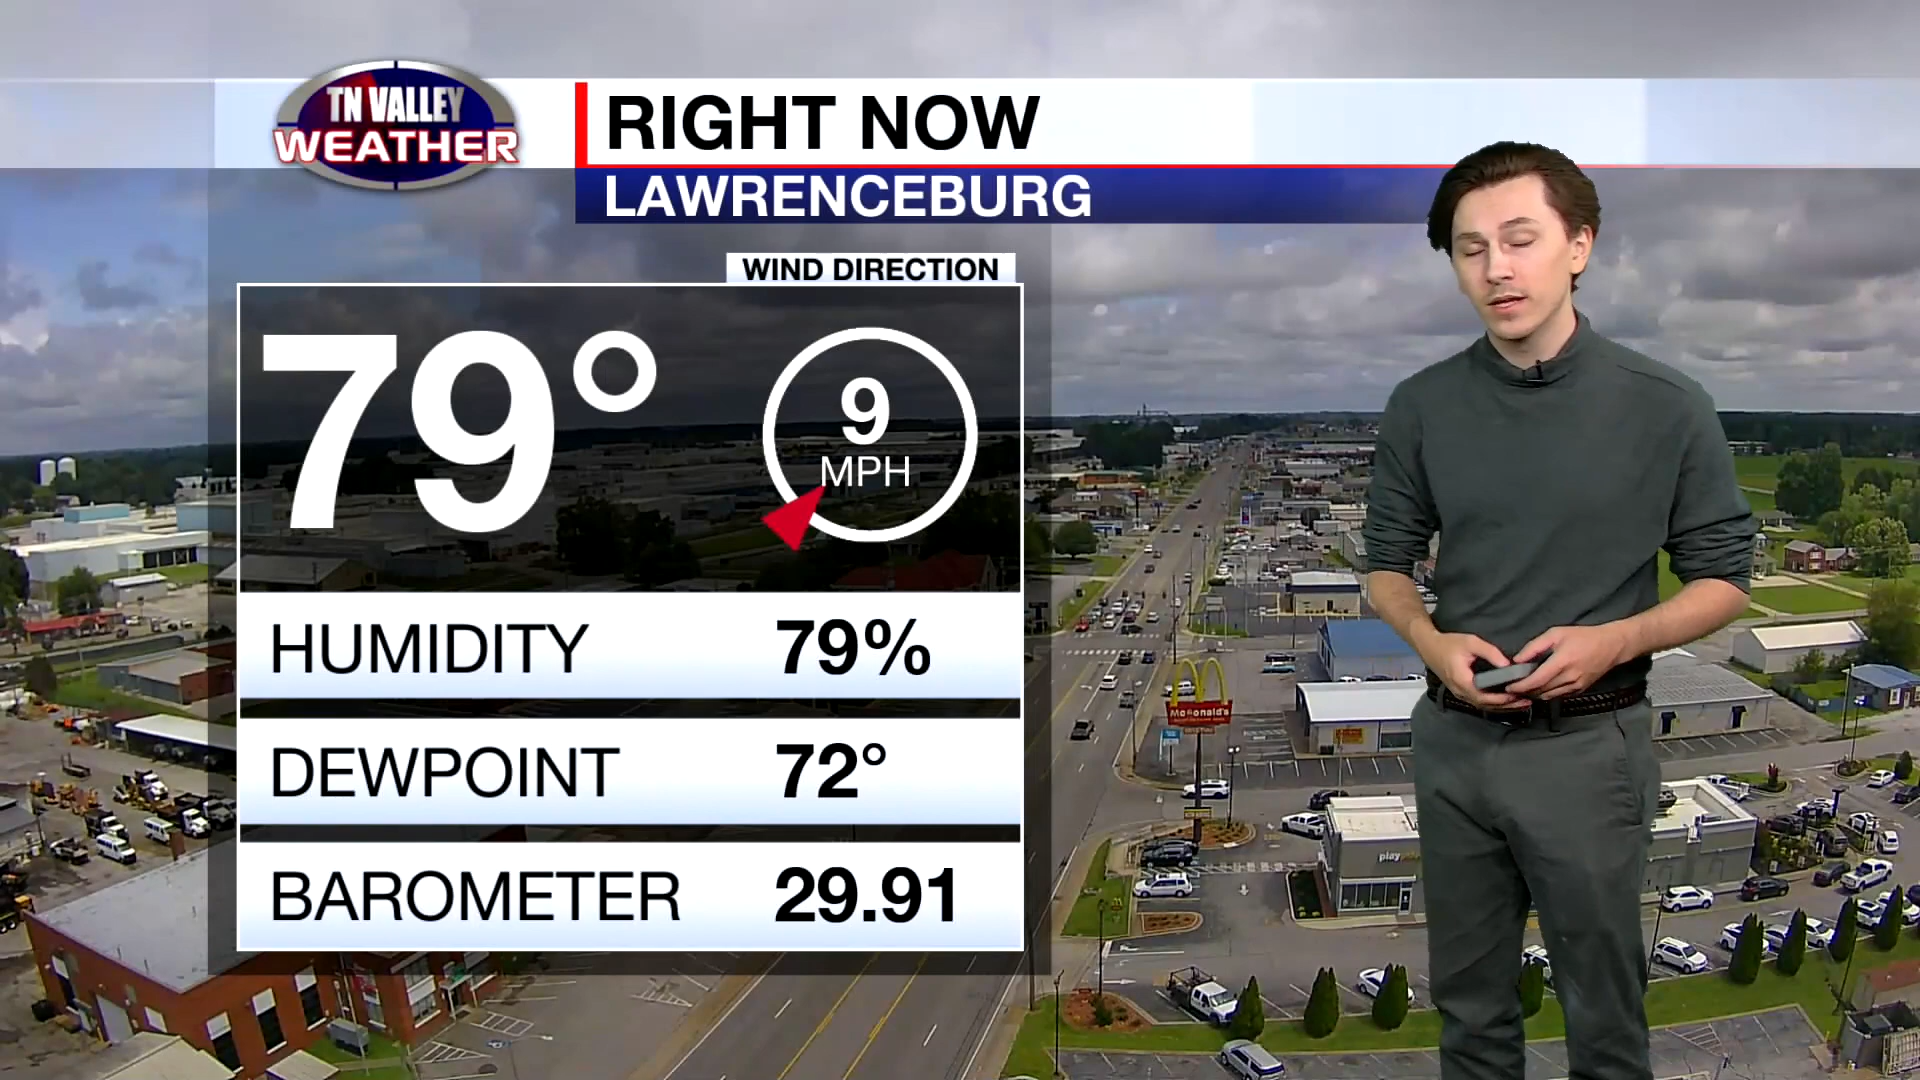 TN VALLEY
WEATHER
RIGHT NOW
LAWRENCEBURG
WIND DIRECTION
79°
9
MPH
HUMIDITY 79%
DEWPOINT 72°
BAROMETER 29.91
McDonald's
play